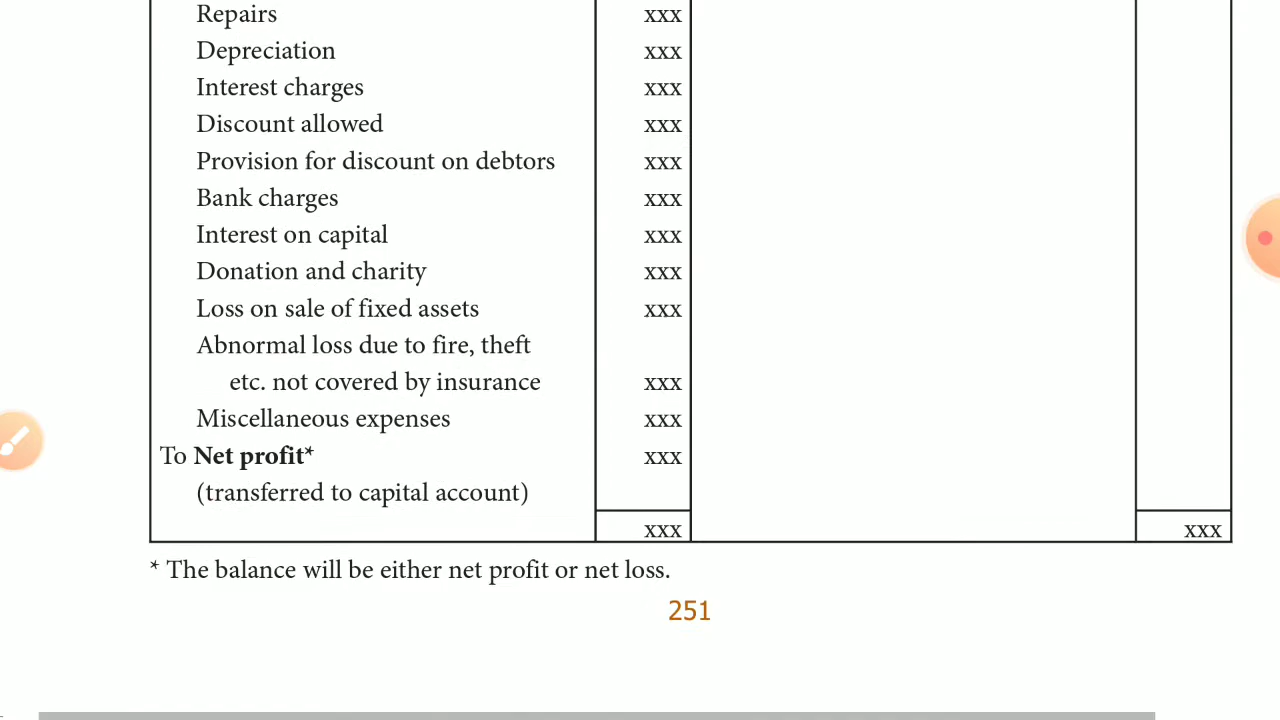 Repairs xxx
Depreciation xxx
Interest charges xxx
Discount allowed xxx
Provision for discount on debtors xxx
Bank charges xxx
Interest on capital xxx
Donation and charity xxx
Loss on sale of fixed assets xxx
Abnormal loss due to fire, theft
etc. not covered by insurance xxx
Miscellaneous expenses xxx
To Net profit* xxx
(transferred to capital account)
xxx xxx
* The balance will be either net profit or net loss.
251